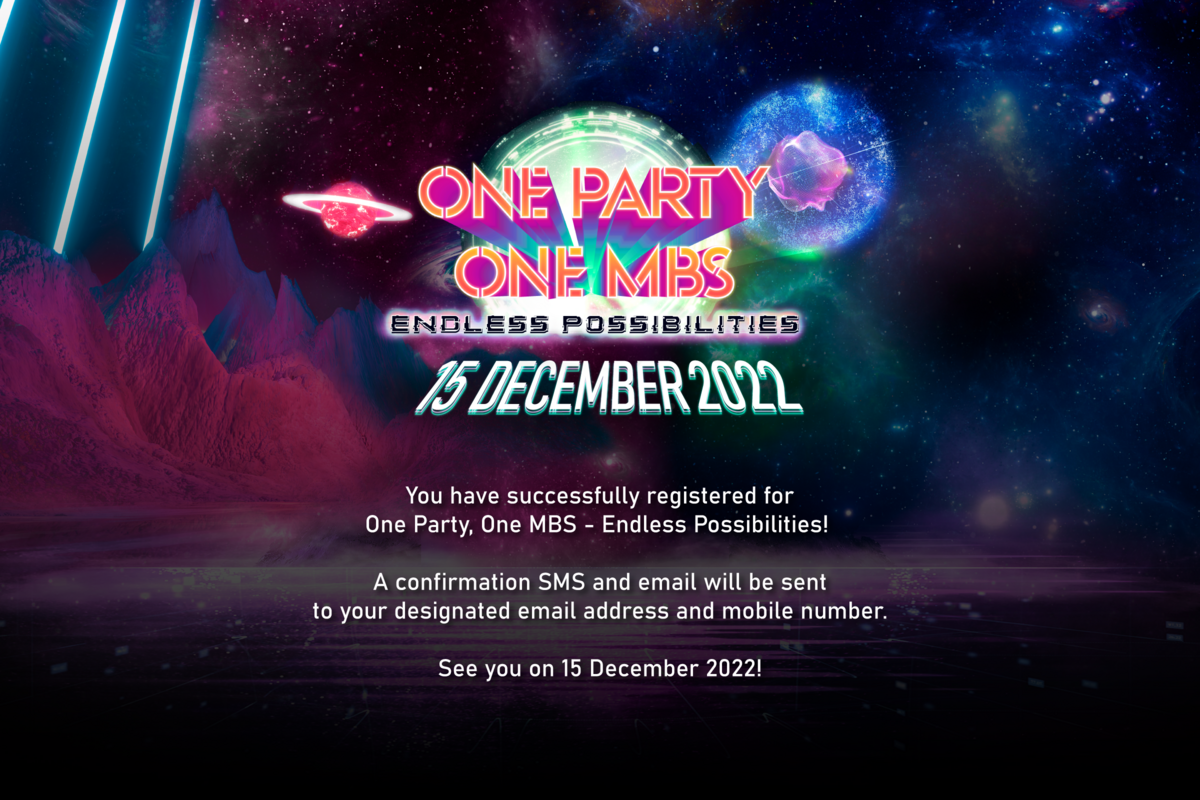 ONE PARTY
ONE MBS
ENDLESS POSSIBILITIES
15 DECEMBER 2022
You have successfully registered for
One Party, One MBS - Endless Possibilities!
A confirmation SMS and email will be sent
to your designated email address and mobile number.
See you on 15 December 2022!